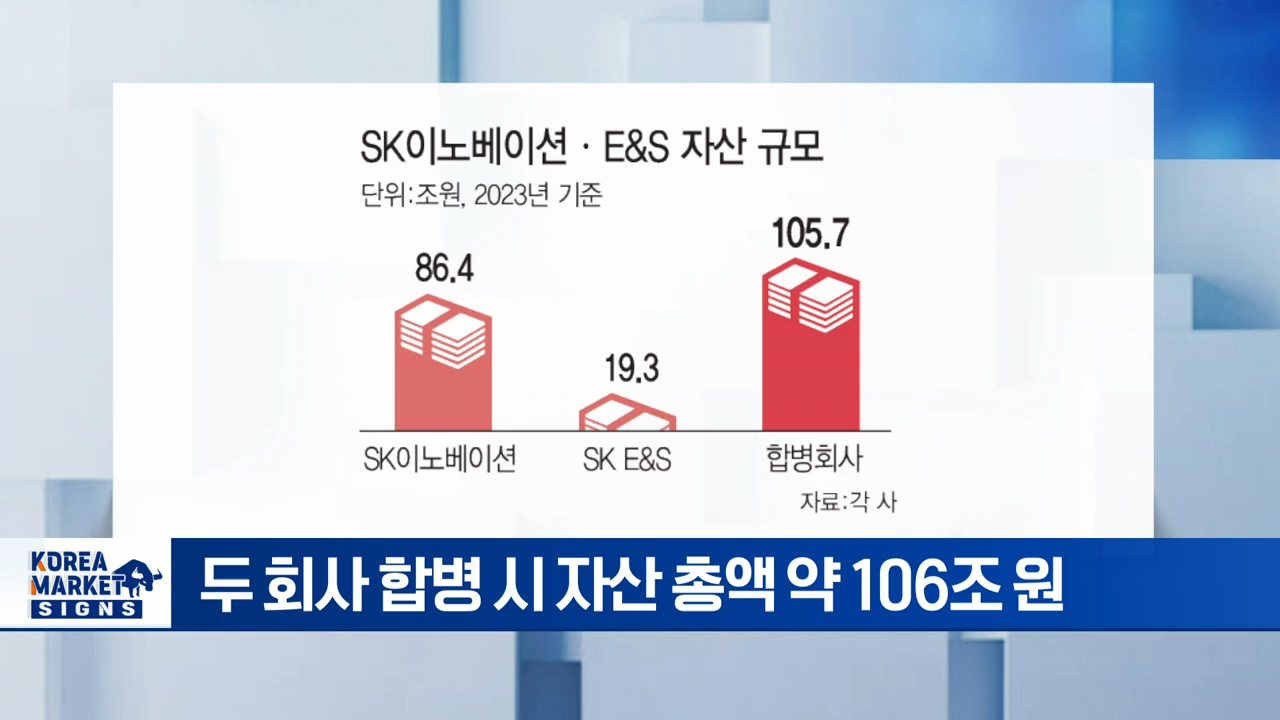 SK이노베이션 · E&S 자산 규모
단위:조원, 2023년 기준
86.4
19.3
105.7
SK이노베이션
SK E&S
합병회사
자료:각 사
KOREA
MARKET
SIGNS
두 회사 합병 시 자산 총액 약 106조 원